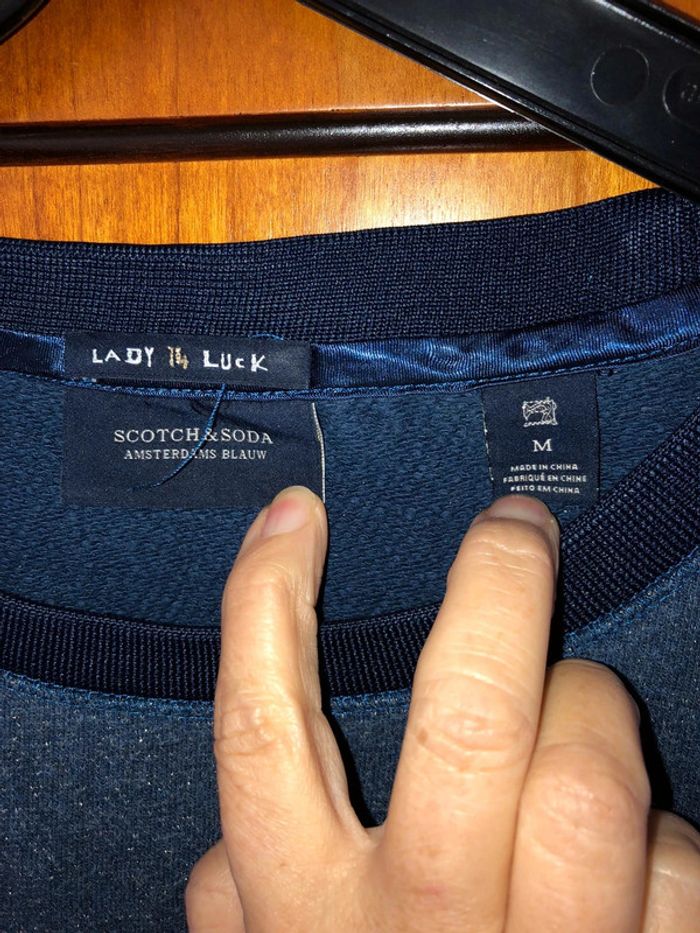 LADY 14 LUCK
SCOTCH & SODA
AMSTERDAMS BLAUW
M
MADE IN CHINA
FABRIQUÉ EN CHINE
FEITO EM CHINA